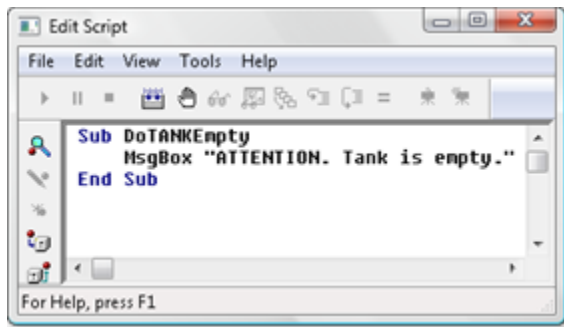 Edit Script
File Edit View Tools Help
Sub DoTANKEmpty
MsgBox "ATTENTION. Tank is empty."
End Sub
For Help, press F1